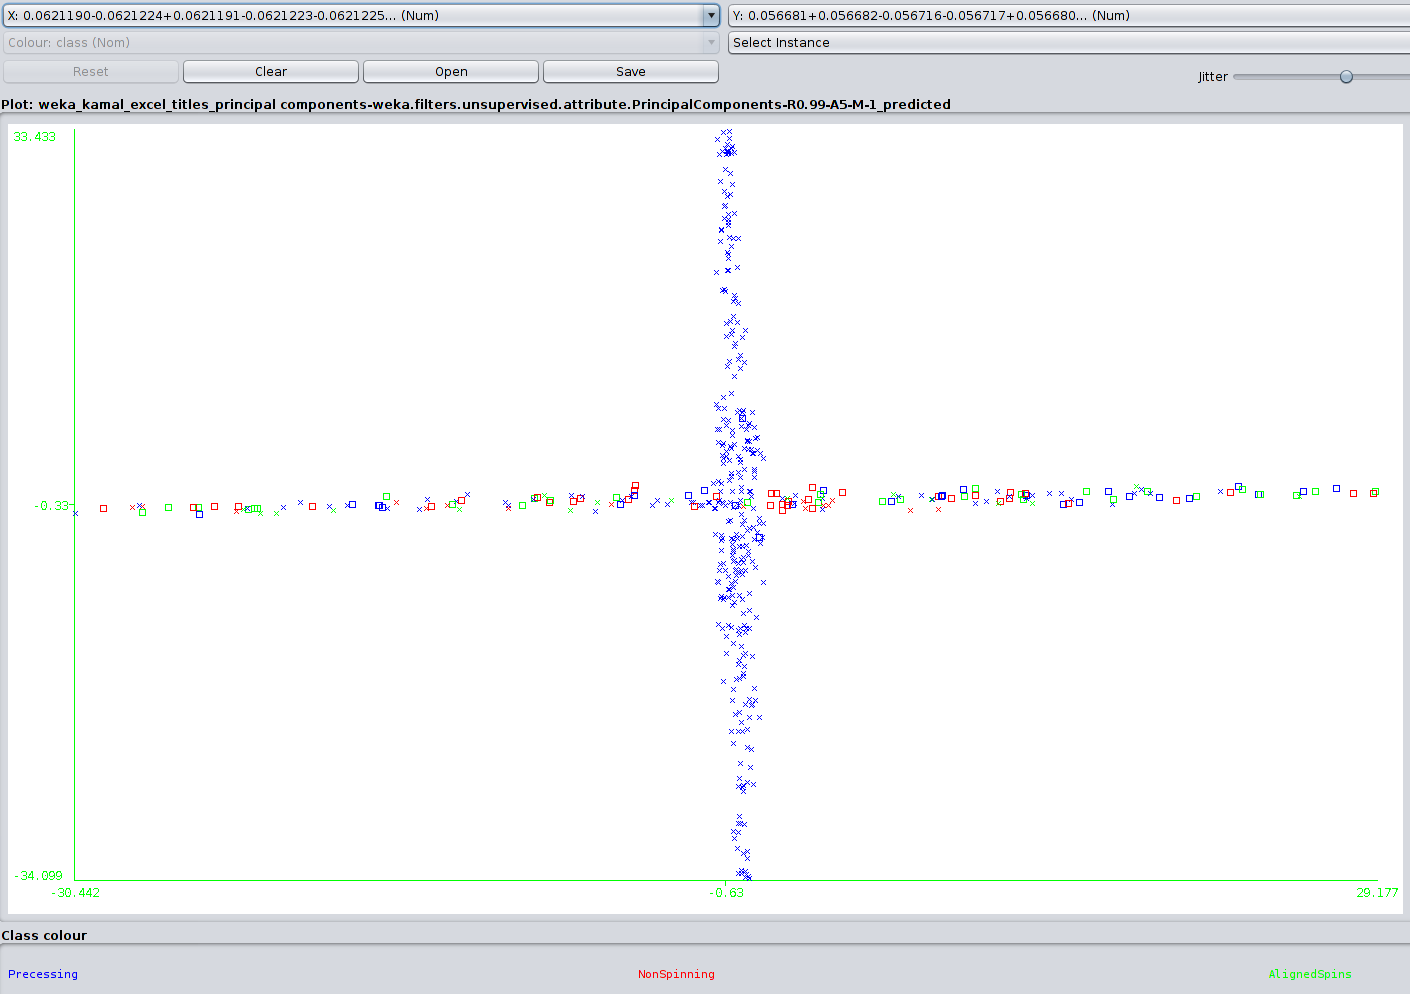 X: 0.0621190-0.0621224+0.0621191-0.0621223-0.0621225... (Num)
Y: 0.056681+0.056682-0.056716-0.056717+0.056680... (Num)
Colour: class (Nom)
Select Instance
Reset
Clear
Open
Save
Jitter
Plot: weka_kamal_excel_titles_principal components-weka.filters.unsupervised.attribute.PrincipalComponents-R0.99-A5-M-1_predicted
33.433
-0.33
-34.099
-30.442
-0.63
29.177
Class colour
Precessing
NonSpinning
AlignedSpins